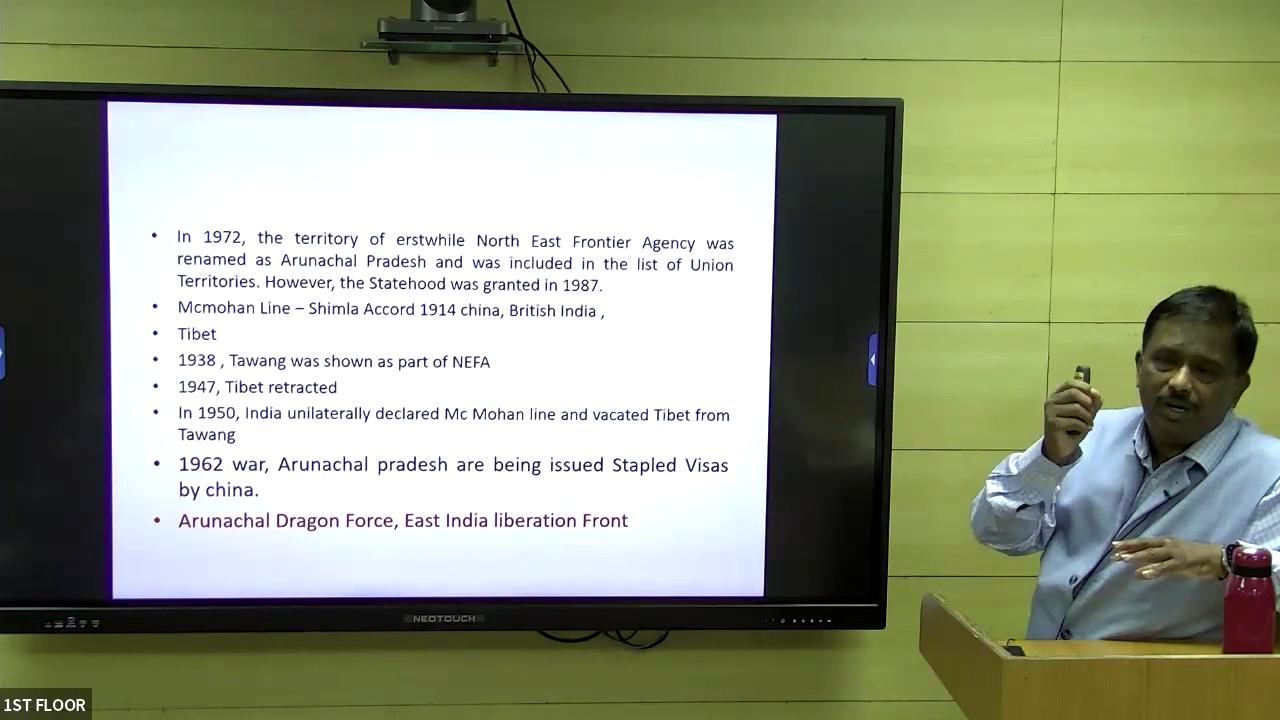 • In 1972, the territory of erstwhile North East Frontier Agency was
renamed as Arunachal Pradesh and was included in the list of Union
Territories. However, the Statehood was granted in 1987.
• Mcmohan Line – Shimla Accord 1914 china, British India ,
• Tibet
• 1938 , Tawang was shown as part of NEFA
• 1947, Tibet retracted
• In 1950, India unilaterally declared Mc Mohan line and vacated Tibet from
Tawang
• 1962 war, Arunachal pradesh are being issued Stapled Visas
by china.
• Arunachal Dragon Force, East India liberation Front
NEOTOUCH
1ST FLOOR